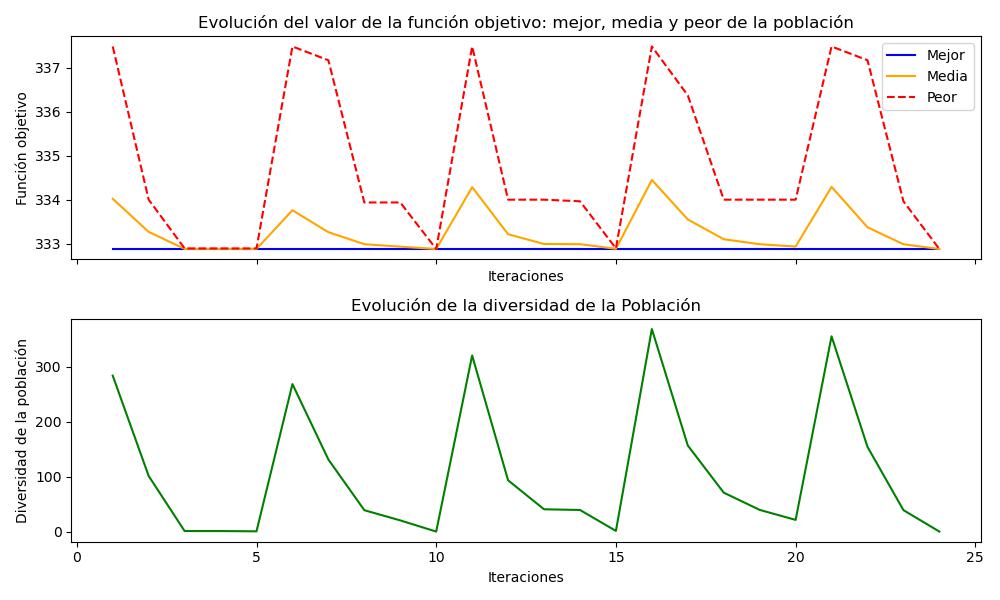 Evolución del valor de la función objetivo: mejor, media y peor de la población
Función objetivo
337
336
335
334
333
Mejor
Media
Peor
Iteraciones
Evolución de la diversidad de la Población
Diversidad de la población
300
200
100
0
0 5 10 15 20 25
Iteraciones